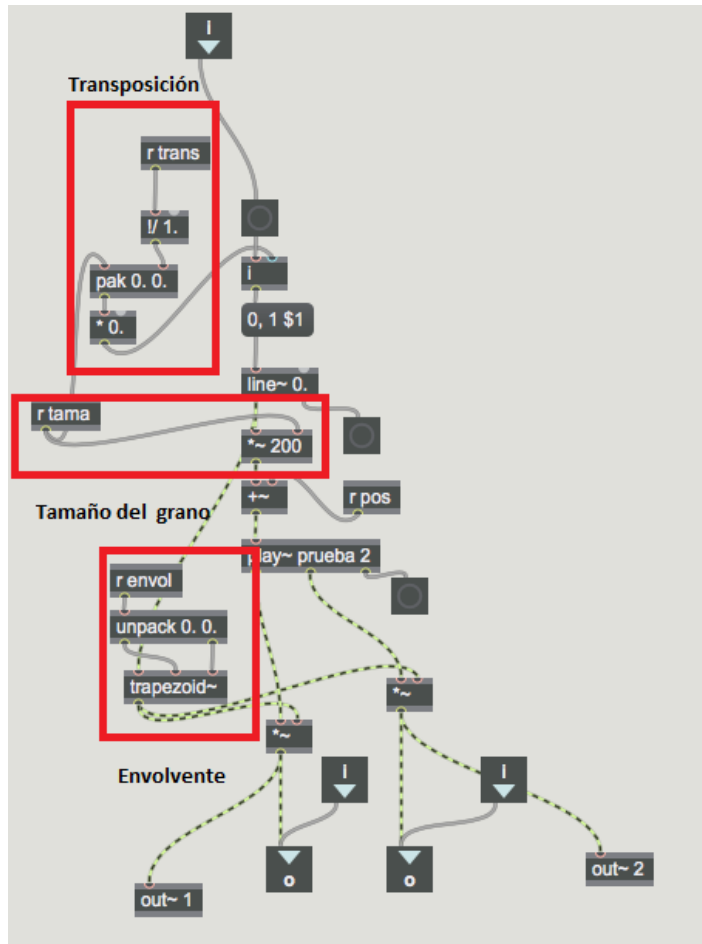 I
Transposición
r trans
!/ 1.
pak 0. 0.
i
* 0.
0, 1 $1
line~ 0.
r tama
*~ 200
+~
r pos
Tamaño del grano
play~ prueba 2
r envol
unpack 0. 0.
trapezoid~
*~
*~
Envolvente
I
I
o
o
out~ 2
out~ 1